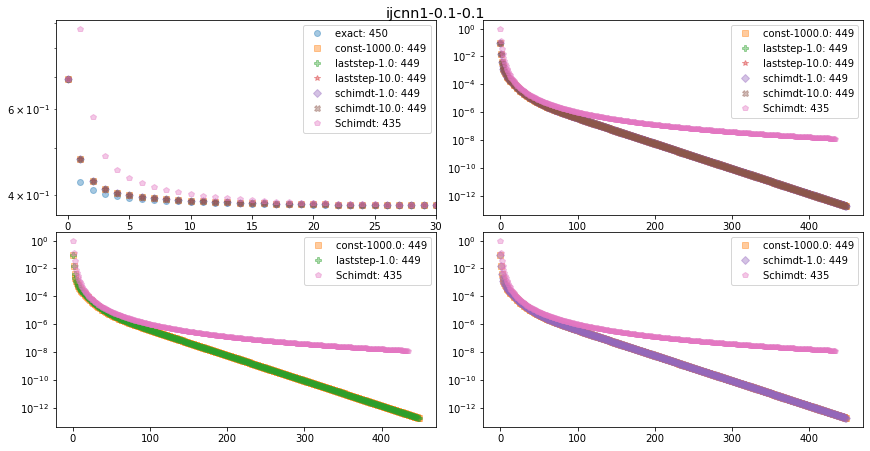 ijcnn1-0.1-0.1
6 × 10⁻¹
4 × 10⁻¹
0 5 10 15 20 25 30
exact: 450
const-1000.0: 449
laststep-1.0: 449
laststep-10.0: 449
schimdt-1.0: 449
schimdt-10.0: 449
Schimdt: 435
10⁰
10⁻²
10⁻⁴
10⁻⁶
10⁻⁸
10⁻¹⁰
10⁻¹²
0 100 200 300 400
const-1000.0: 449
laststep-1.0: 449
laststep-10.0: 449
schimdt-1.0: 449
schimdt-10.0: 449
Schimdt: 435
10⁰
10⁻²
10⁻⁴
10⁻⁶
10⁻⁸
10⁻¹⁰
10⁻¹²
0 100 200 300 400
const-1000.0: 449
laststep-1.0: 449
Schimdt: 435
10⁰
10⁻²
10⁻⁴
10⁻⁶
10⁻⁸
10⁻¹⁰
10⁻¹²
0 100 200 300 400
const-1000.0: 449
schimdt-1.0: 449
Schimdt: 435